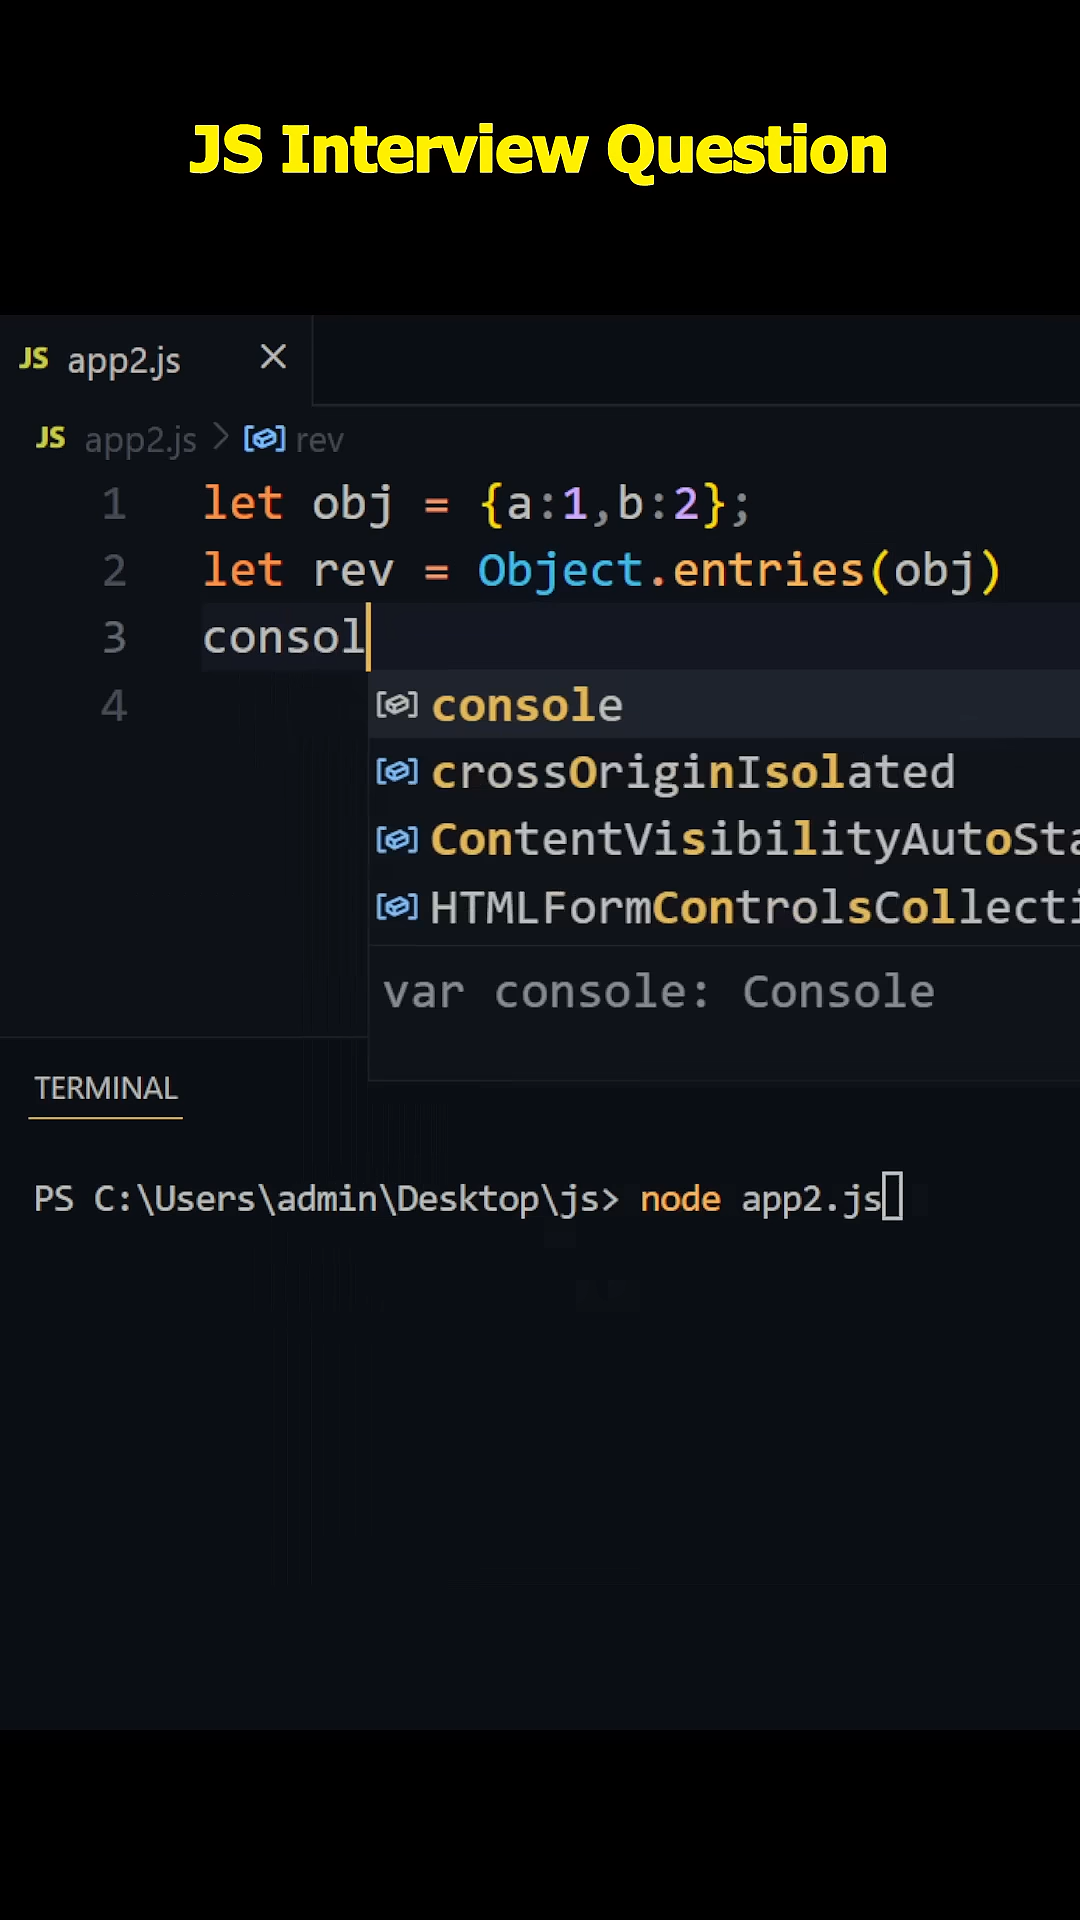 JS Interview Question
JS app2.js
JS app2.js > rev
1 let obj = {a:1,b:2};
2 let rev = Object.entries(obj)
3 consol
4
console
crossOriginIsolated
ContentVisibilityAutoSta
HTMLFormControlsCollecti
var console: Console
TERMINAL
PS C:\Users\admin\Desktop\js> node app2.js